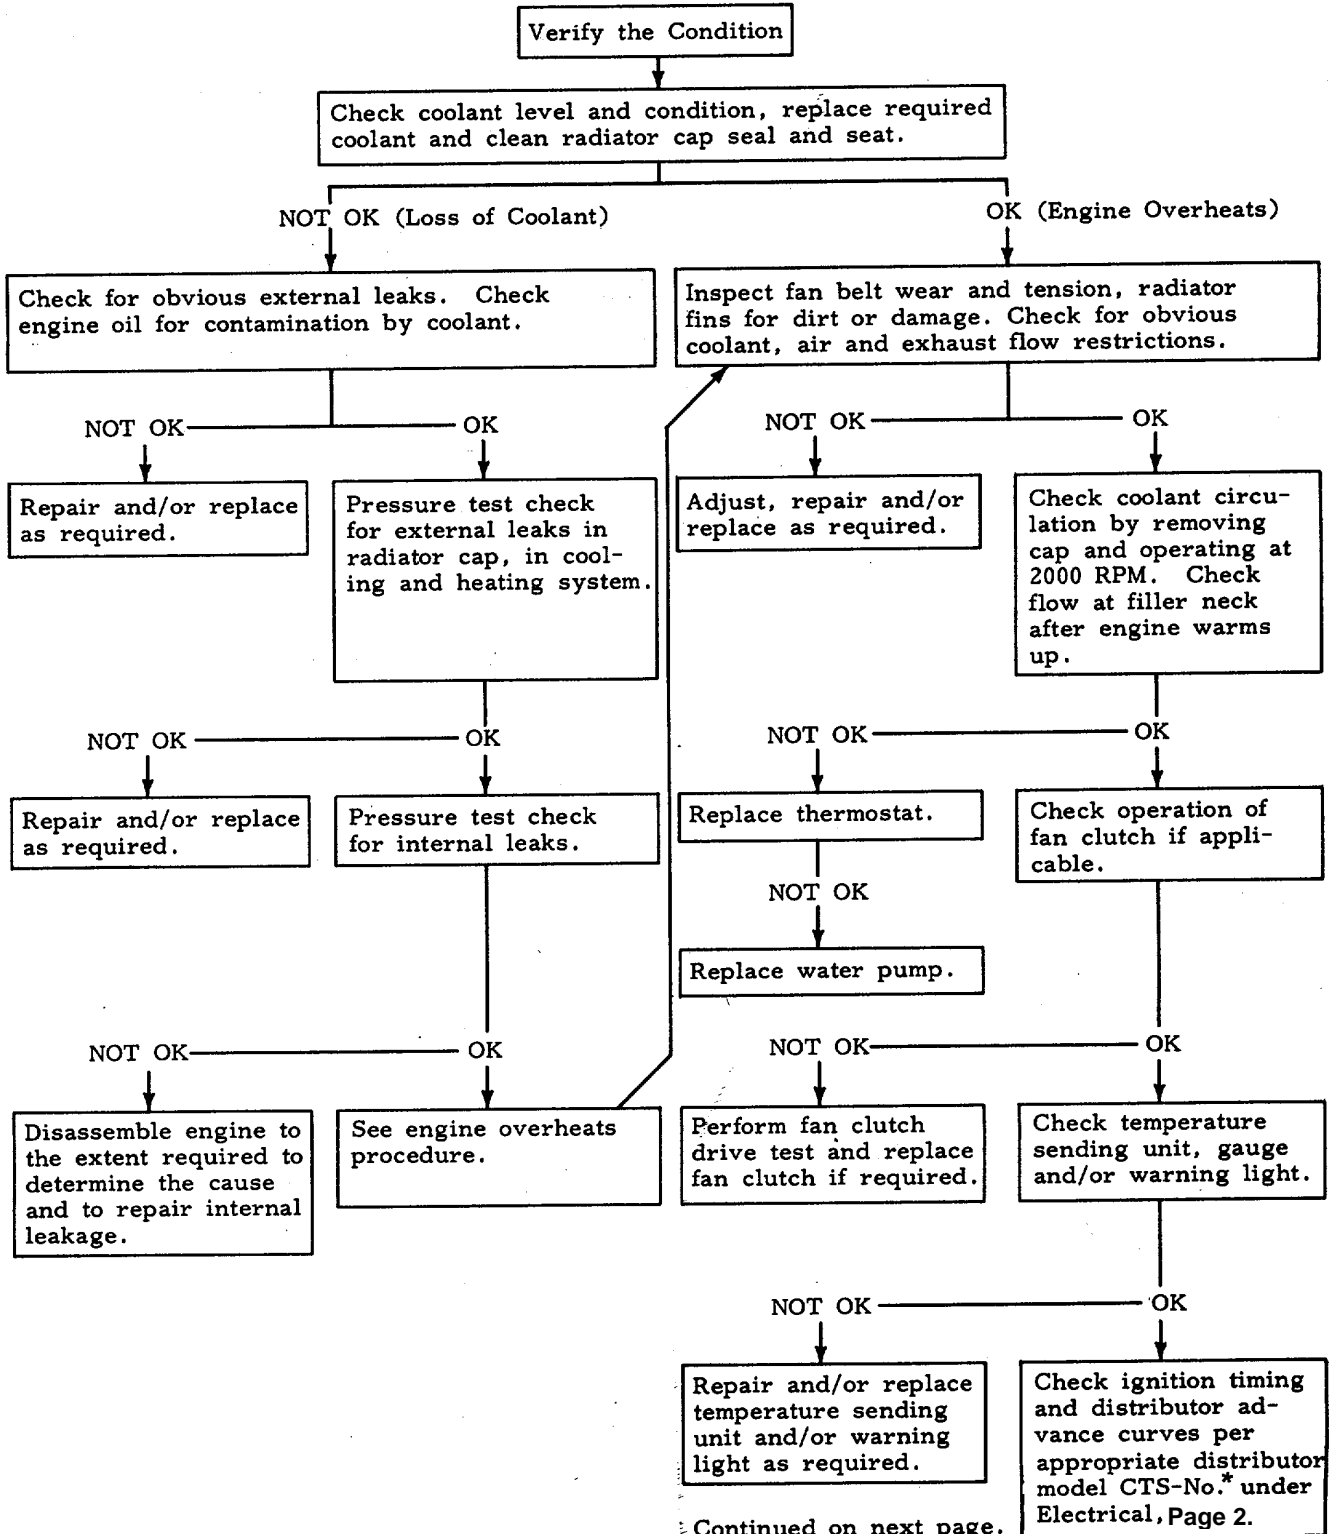 Verify the Condition
Check coolant level and condition, replace required
coolant and clean radiator cap seal and seat.
NOT OK (Loss of Coolant)
OK (Engine Overheats)
Check for obvious external leaks. Check
engine oil for contamination by coolant.
Inspect fan belt wear and tension, radiator
fins for dirt or damage. Check for obvious
coolant, air and exhaust flow restrictions.
NOT OK
OK
NOT OK
OK
Repair and/or replace
as required.
Pressure test check
for external leaks in
radiator cap, in cool-
ing and heating system.
Adjust, repair and/or
replace as required.
Check coolant circu-
lation by removing
cap and operating at
2000 RPM. Check
flow at filler neck
after engine warms
up.
NOT OK
OK
NOT OK
OK
Repair and/or replace
as required.
Pressure test check
for internal leaks.
Replace thermostat.
Check operation of
fan clutch if appli-
cable.
NOT OK
Replace water pump.
NOT OK
OK
NOT OK
OK
Disassemble engine to
the extent required to
determine the cause
and to repair internal
leakage.
See engine overheats
procedure.
Perform fan clutch
drive test and replace
fan clutch if required.
Check temperature
sending unit, gauge
and/or warning light.
NOT OK
OK
Repair and/or replace
temperature sending
unit and/or warning
light as required.
Check ignition timing
and distributor ad-
vance curves per
appropriate distributor
model CTS-No.* under
Electrical, Page 2.
Continued on next page.